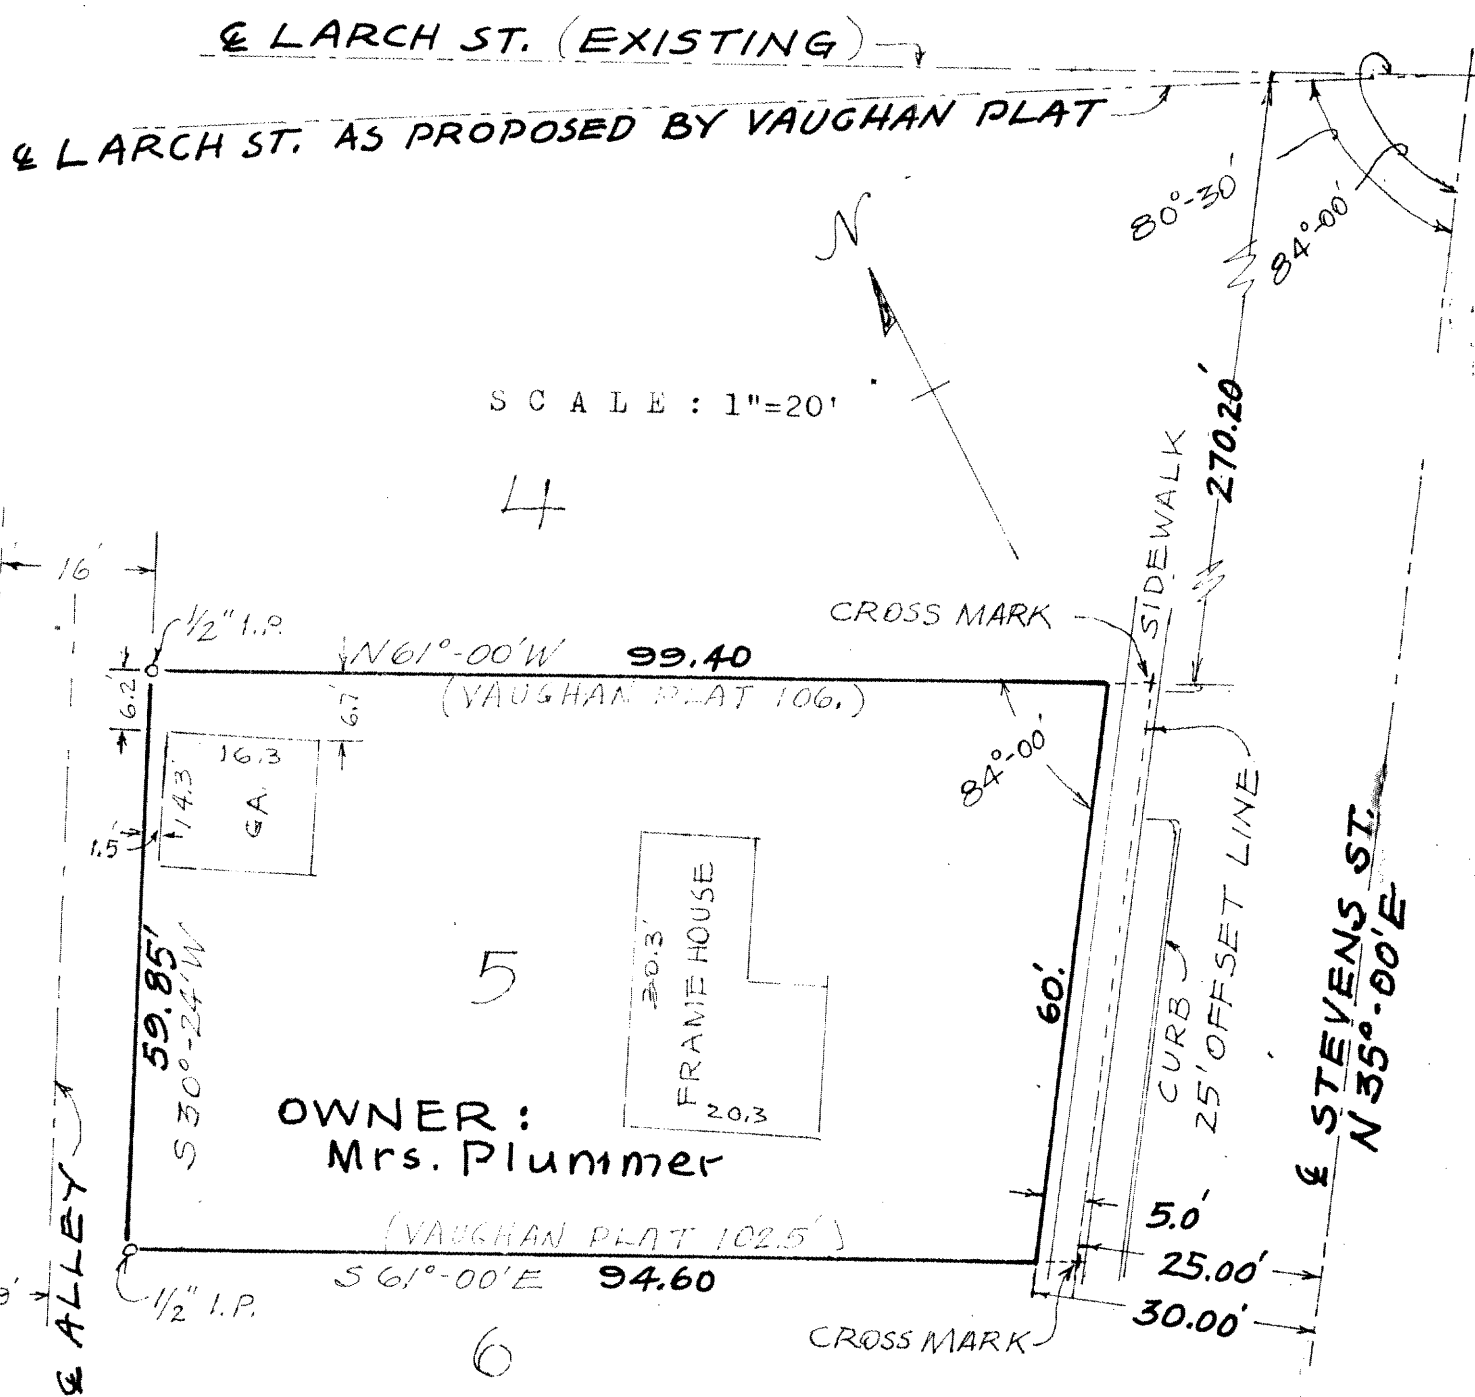 ℄ LARCH ST. (EXISTING)
℄ LARCH ST. AS PROPOSED BY VAUGHAN PLAT
80°-30'
84°-00'
N
SCALE: 1"=20'
270.20'
SIDEWALK
4
16'
1/2" I.P.
CROSS MARK
N61°-00'W 99.40
(VAUGHAN PLAT 106.)
6.2'
6.7'
84°-00'
16.3
14.3'
GA.
1.5'
25' OFFSET LINE
CURB
℄ STEVENS ST.
N 35°-00'E
59.85'
S30°-24'W
5
30.3'
FRAME HOUSE
20.3
60.'
OWNER:
Mrs. Plummer
(VAUGHAN PLAT 102.5')
S 61°-00'E 94.60
5.0'
25.00'
30.00'
℄ ALLEY
1/2" I.P.
CROSS MARK
6